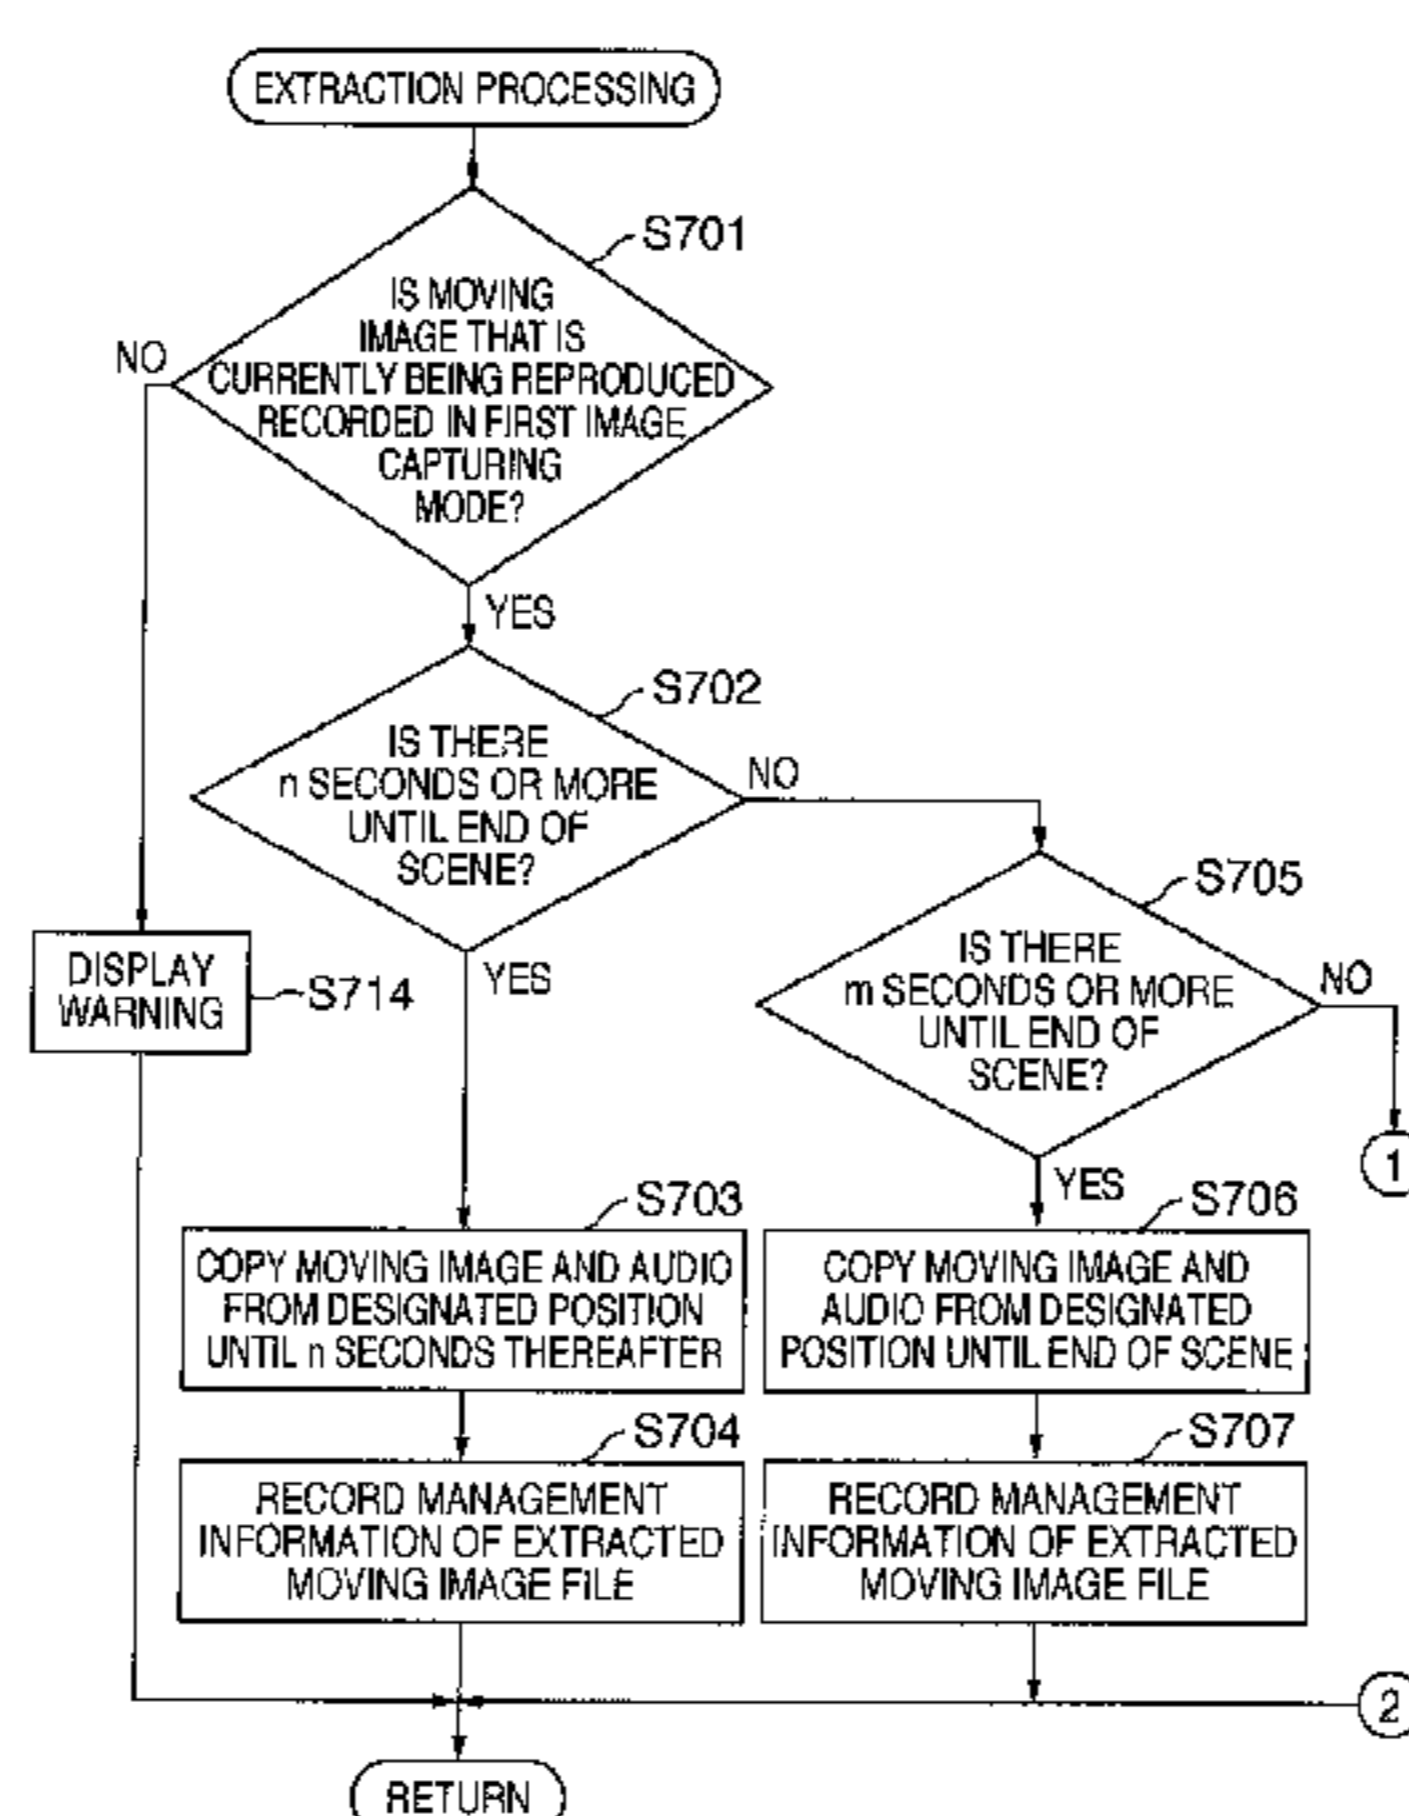 EXTRACTION PROCESSING
S701
IS MOVING
IMAGE THAT IS
CURRENTLY BEING REPRODUCED
RECORDED IN FIRST IMAGE
CAPTURING
MODE?
NO
YES
S702
IS THERE
n SECONDS OR MORE
UNTIL END OF
SCENE?
NO
YES
S705
IS THERE
m SECONDS OR MORE
UNTIL END OF
SCENE?
NO
YES
1
DISPLAY
WARNING
S714
S703
COPY MOVING IMAGE AND AUDIO
FROM DESIGNATED POSITION
UNTIL n SECONDS THEREAFTER
S706
COPY MOVING IMAGE AND
AUDIO FROM DESIGNATED
POSITION UNTIL END OF SCENE
S704
RECORD MANAGEMENT
INFORMATION OF EXTRACTED
MOVING IMAGE FILE
S707
RECORD MANAGEMENT
INFORMATION OF EXTRACTED
MOVING IMAGE FILE
2
RETURN